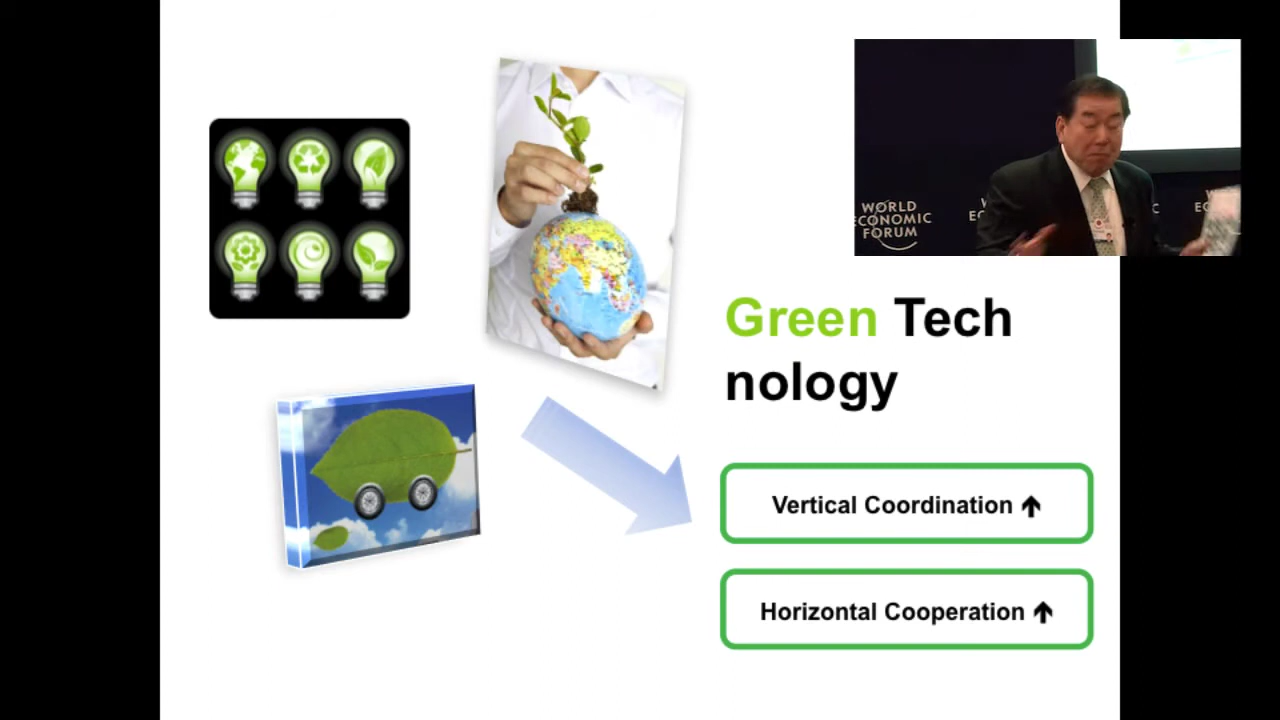 WORLD
ECONOMIC
FORUM
Green Tech
nology
Vertical Coordination ↑
Horizontal Cooperation ↑